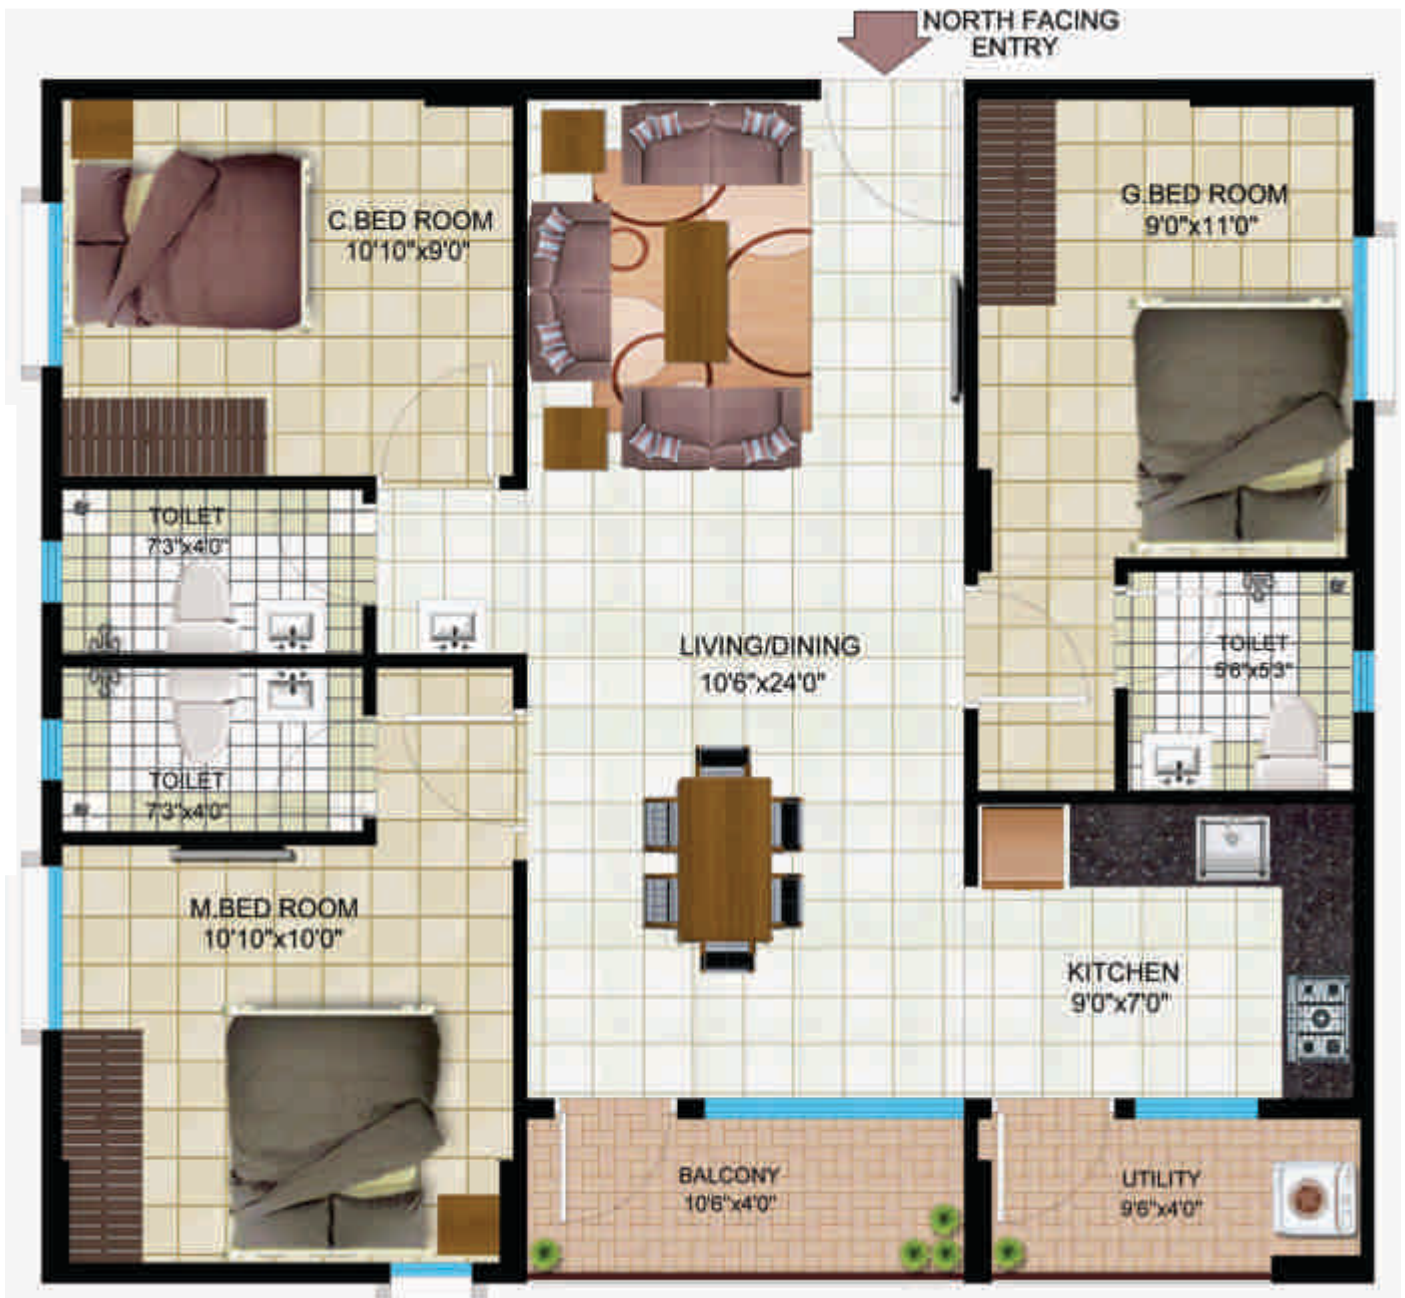 NORTH FACING
ENTRY
C.BED ROOM
10'10"x9'0"
G.BED ROOM
9'0"x11'0"
TOILET
7'3"x4'0"
LIVING/DINING
10'6"x24'0"
TOILET
5'6"x5'3"
TOILET
7'3"x4'0"
M.BED ROOM
10'10"x10'0"
KITCHEN
9'0"x7'0"
BALCONY
10'6"x4'0"
UTILITY
9'6"x4'0"